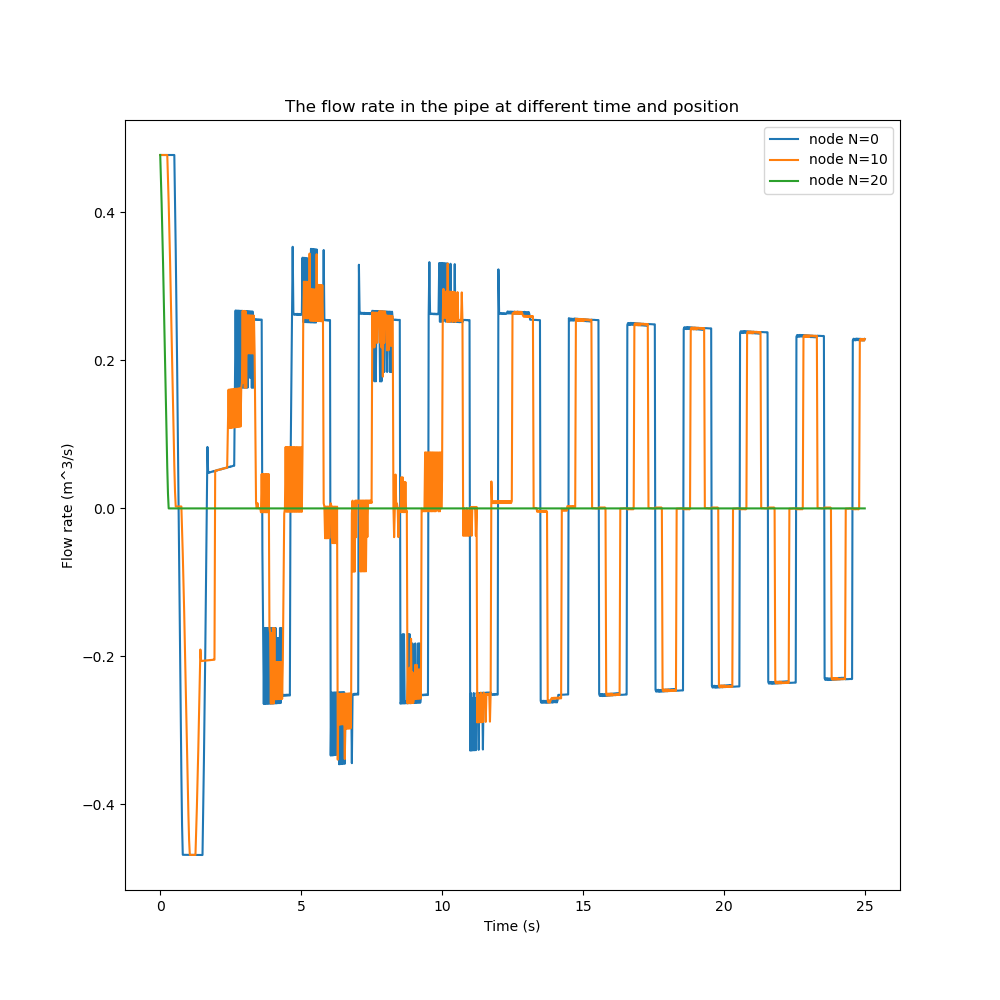 The flow rate in the pipe at different time and position
node N=0
node N=10
node N=20
0.4
0.2
0.0
−0.2
−0.4
Flow rate (m^3/s)
0
5
10
15
20
25
Time (s)